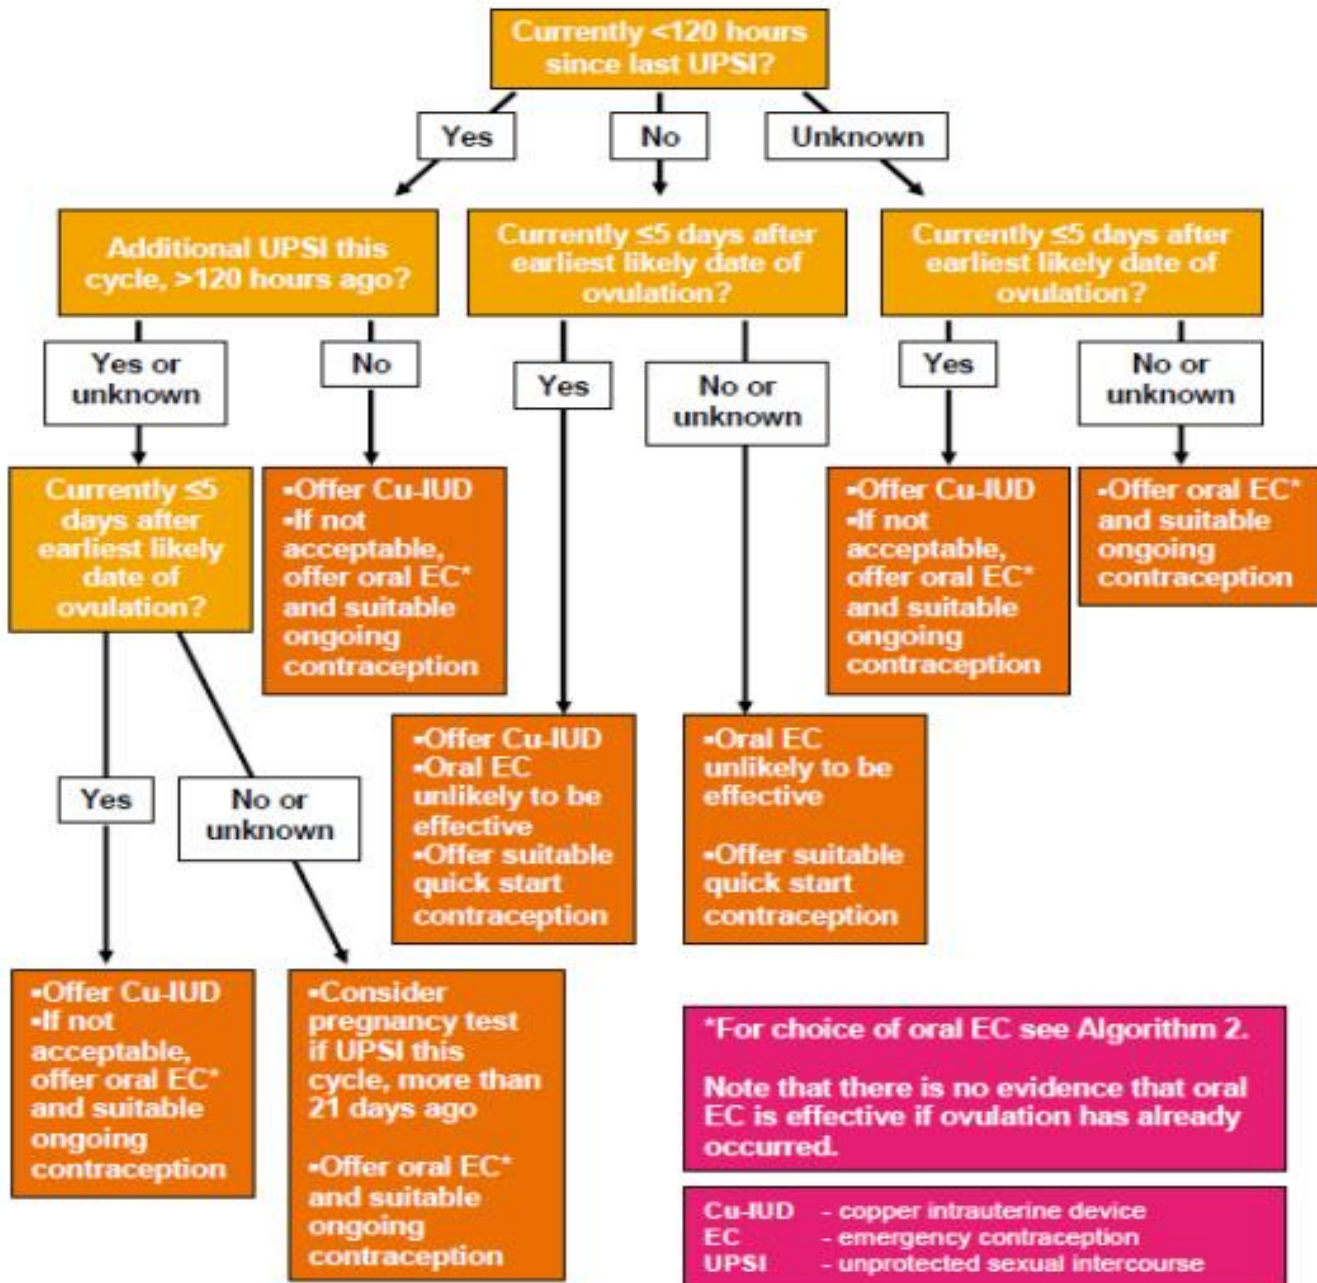 Currently <120 hours
since last UPSI?
Yes
No
Unknown
Additional UPSI this
cycle, >120 hours ago?
Currently ≤5 days after
earliest likely date of
ovulation?
Currently ≤5 days after
earliest likely date of
ovulation?
Yes or
unknown
No
Yes
No or
unknown
Yes
No or
unknown
Currently ≤5
days after
earliest likely
date of
ovulation?
▪Offer Cu-IUD
▪If not
acceptable,
offer oral EC*
and suitable
ongoing
contraception
▪Offer Cu-IUD
▪If not
acceptable,
offer oral EC*
and suitable
ongoing
contraception
▪Offer oral EC*
and suitable
ongoing
contraception
Yes
No or
unknown
▪Offer Cu-IUD
▪Oral EC
unlikely to be
effective
▪Offer suitable
quick start
contraception
▪Oral EC
unlikely to be
effective
▪Offer suitable
quick start
contraception
▪Offer Cu-IUD
▪If not
acceptable,
offer oral EC*
and suitable
ongoing
contraception
▪Consider
pregnancy test
if UPSI this
cycle, more than
21 days ago
▪Offer oral EC*
and suitable
ongoing
contraception
*For choice of oral EC see Algorithm 2.
Note that there is no evidence that oral
EC is effective if ovulation has already
occurred.
Cu-IUD - copper intrauterine device
EC - emergency contraception
UPSI - unprotected sexual intercourse